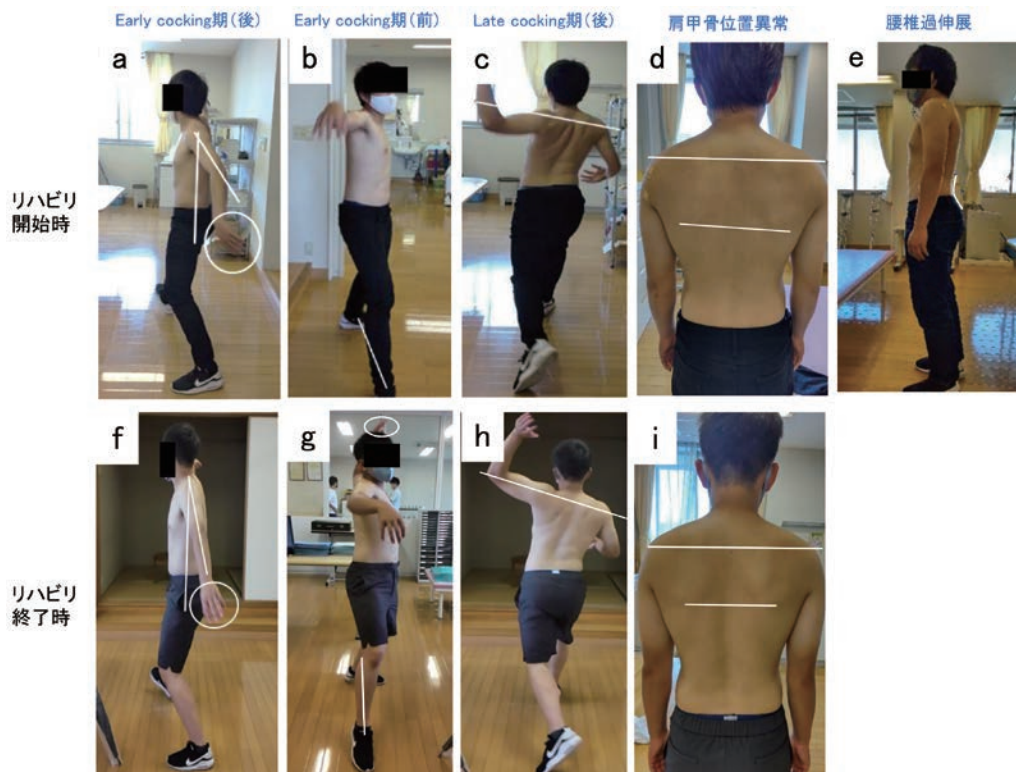 Early cocking期(後)
Early cocking期(前)
Late cocking期(後)
肩甲骨位置異常
腰椎過伸展
a
b
c
d
e
リハビリ
開始時
f
g
h
i
リハビリ
終了時